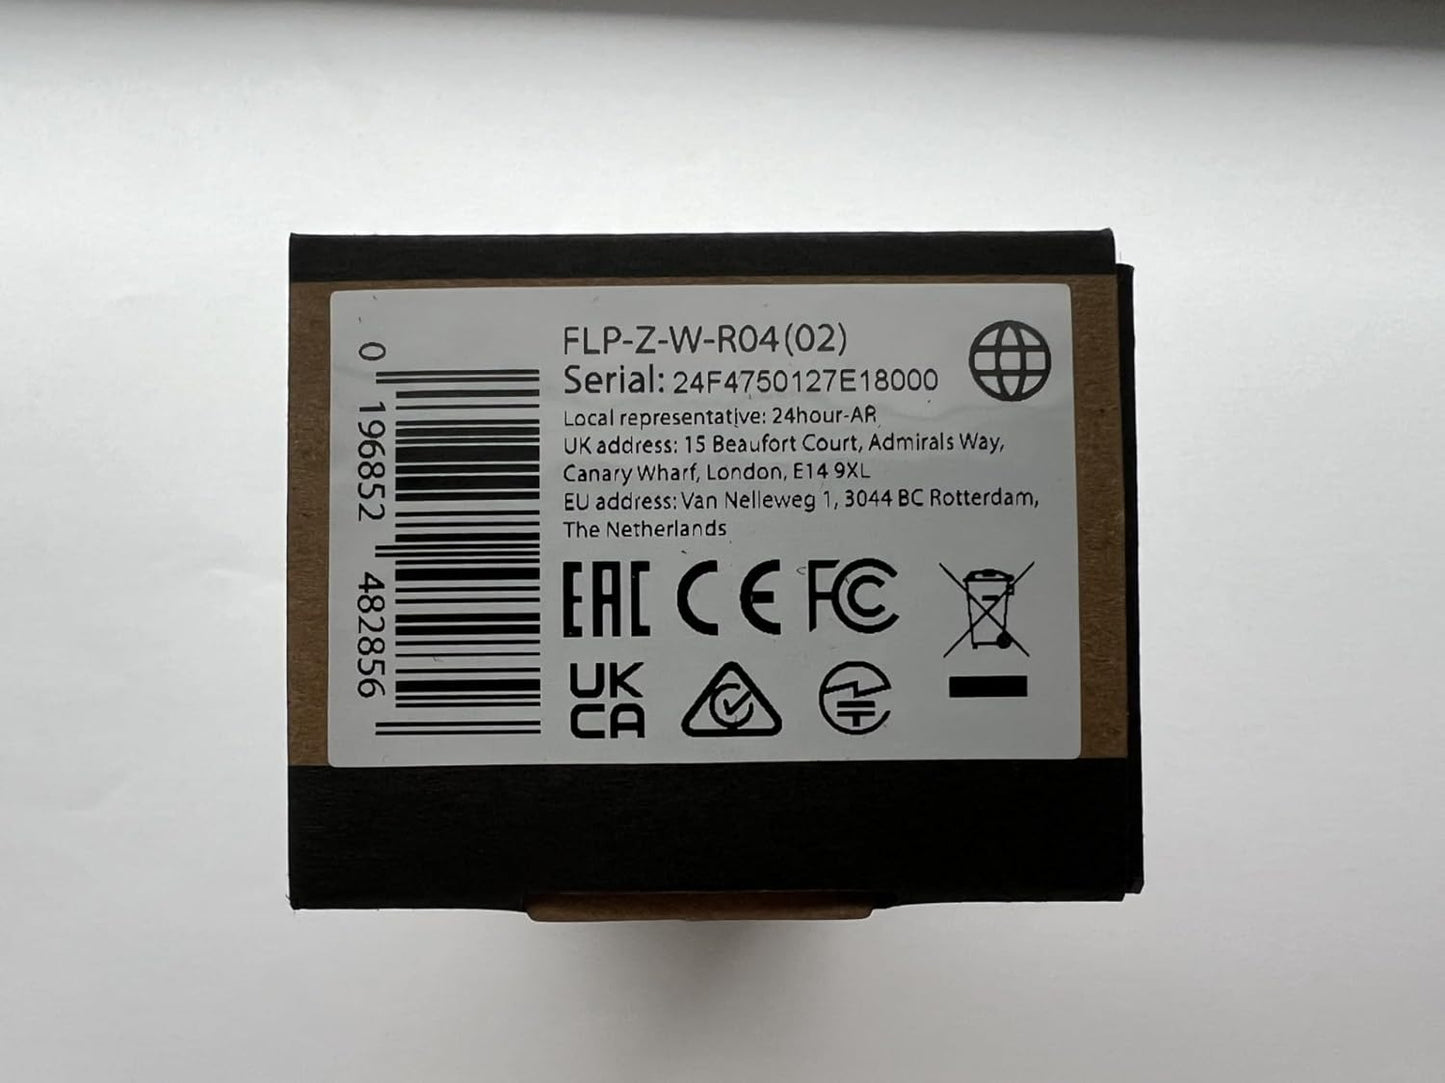 FLP-Z-W-R04(02)
Serial: 24F4750127E18000
Local representative: 24hour-AR
UK address: 15 Beaufort Court, Admirals Way,
Canary Wharf, London, E14 9XL
EU address: Van Nelleweg 1, 3044 BC Rotterdam,
The Netherlands
EAC CE FC
UK
CA
0 196852 482856